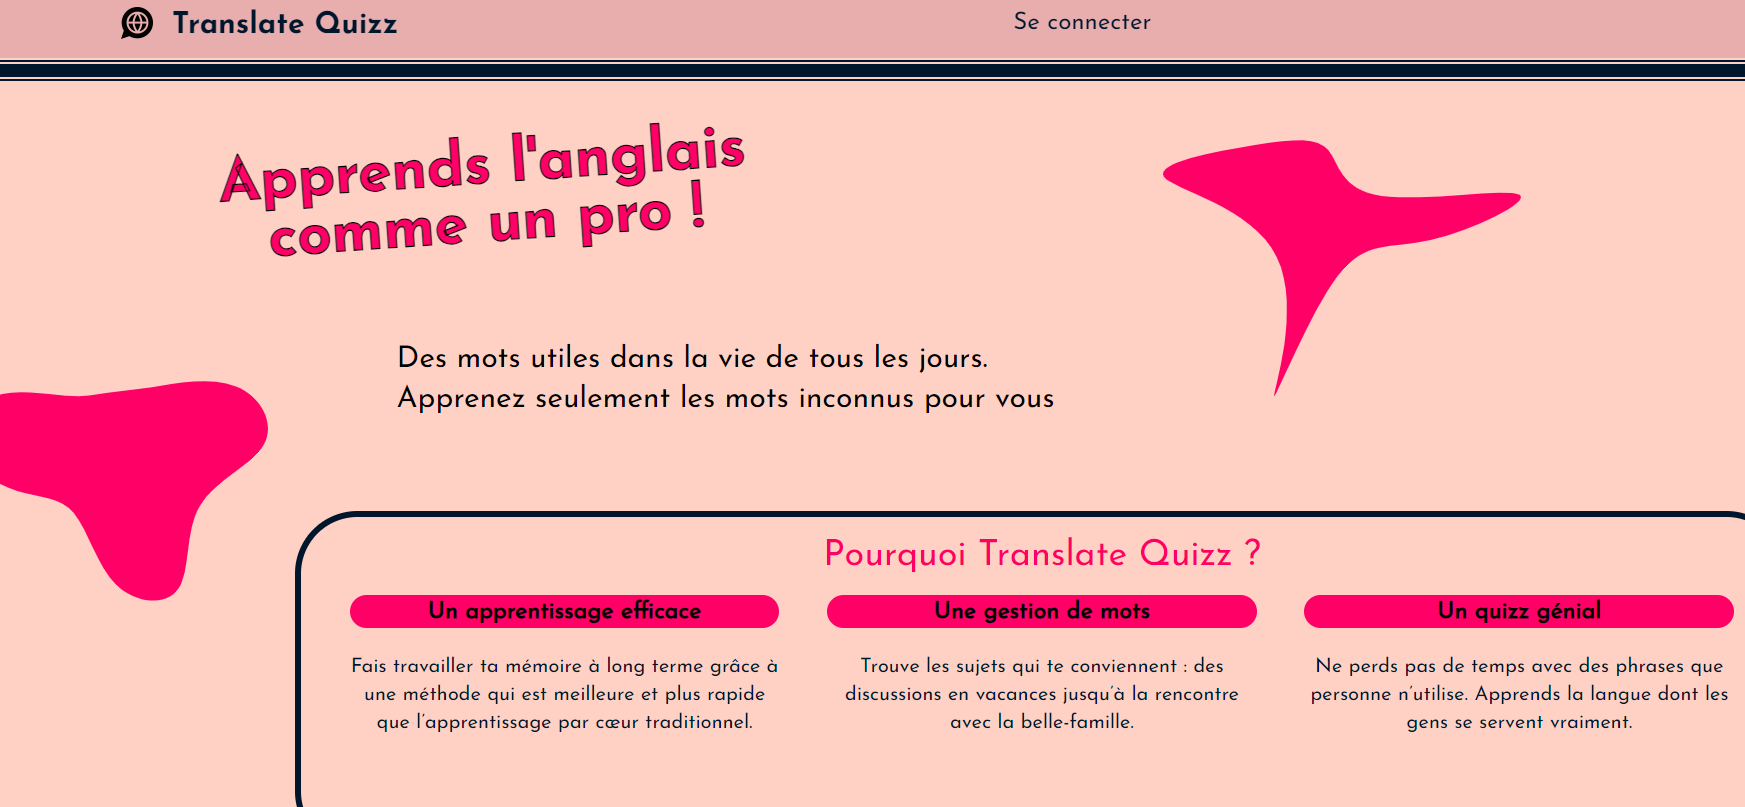 Translate Quizz
Se connecter
Apprends l'anglais
comme un pro !
Des mots utiles dans la vie de tous les jours.
Apprenez seulement les mots inconnus pour vous
Pourquoi Translate Quizz ?
Un apprentissage efficace
Fais travailler ta mémoire à long terme grâce à
une méthode qui est meilleure et plus rapide
que l'apprentissage par cœur traditionnel.
Une gestion de mots
Trouve les sujets qui te conviennent : des
discussions en vacances jusqu'à la rencontre
avec la belle-famille.
Un quizz génial
Ne perds pas de temps avec des phrases que
personne n'utilise. Apprends la langue dont les
gens se servent vraiment.